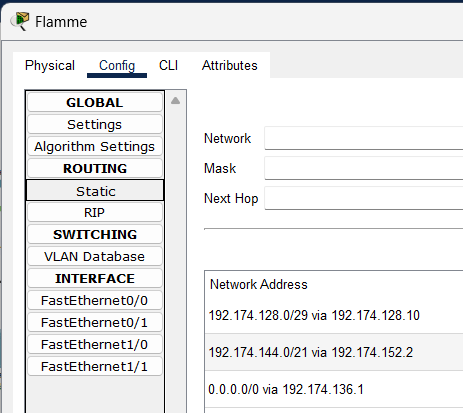 Flamme
Physical Config CLI Attributes
GLOBAL
Settings
Algorithm Settings
ROUTING
Static
RIP
SWITCHING
VLAN Database
INTERFACE
FastEthernet0/0
FastEthernet0/1
FastEthernet1/0
FastEthernet1/1
Network
Mask
Next Hop
Network Address
192.174.128.0/29 via 192.174.128.10
192.174.144.0/21 via 192.174.152.2
0.0.0.0/0 via 192.174.136.1